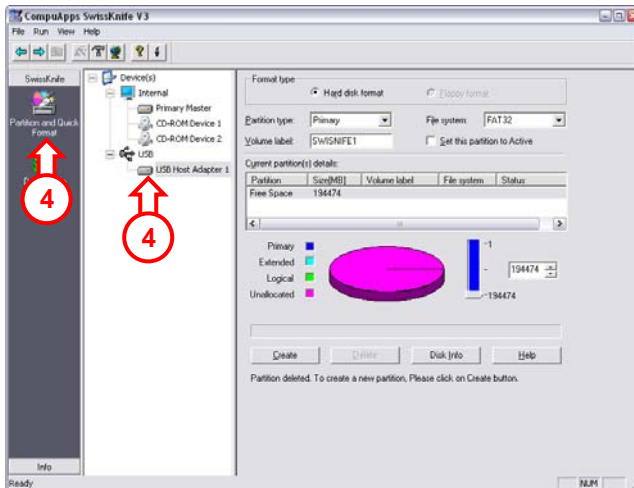 CompuApps SwissKnife V3
File Run View Help
SwissKnife
Partition and Quick
Format
4
Info
Device(s)
Internal
Primary Master
CD-ROM Device 1
CD-ROM Device 2
USB
USB Host Adapter 1
4
Format type
Hard disk format Floppy format
Partition type: Primary File system: FAT32
Volume label: SWISNIFE1 Set this partition to Active
Current partition(s) details:
Partition Size[MB] Volume label File system Status
Free Space 194474
Primary
Extended
Logical
Unallocated
-1
194474
-194474
Create Delete Disk Info Help
Partition deleted. To create a new partition, Please click on Create button.
Ready NUM